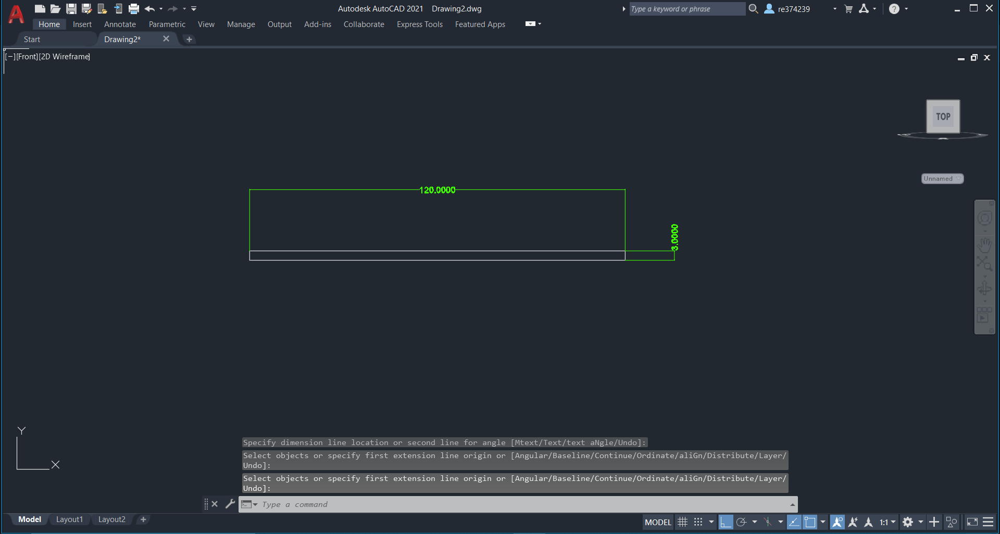 Autodesk AutoCAD 2021 Drawing2.dwg
Type a keyword or phrase
re374239
Home Insert Annotate Parametric View Manage Output Add-ins Collaborate Express Tools Featured Apps
Start
Drawing2*
[−][Front][2D Wireframe]
TOP
Unnamed
120.0000
3.0000
Y
X
Specify dimension line location or second line for angle [Mtext/Text/text aNgle/Undo]:
Select objects or specify first extension line origin or [Angular/Baseline/Continue/Ordinate/aliGn/Distribute/Layer/
Undo]:
Select objects or specify first extension line origin or [Angular/Baseline/Continue/Ordinate/aliGn/Distribute/Layer/
Undo]:
Type a command
Model Layout1 Layout2
MODEL
1:1